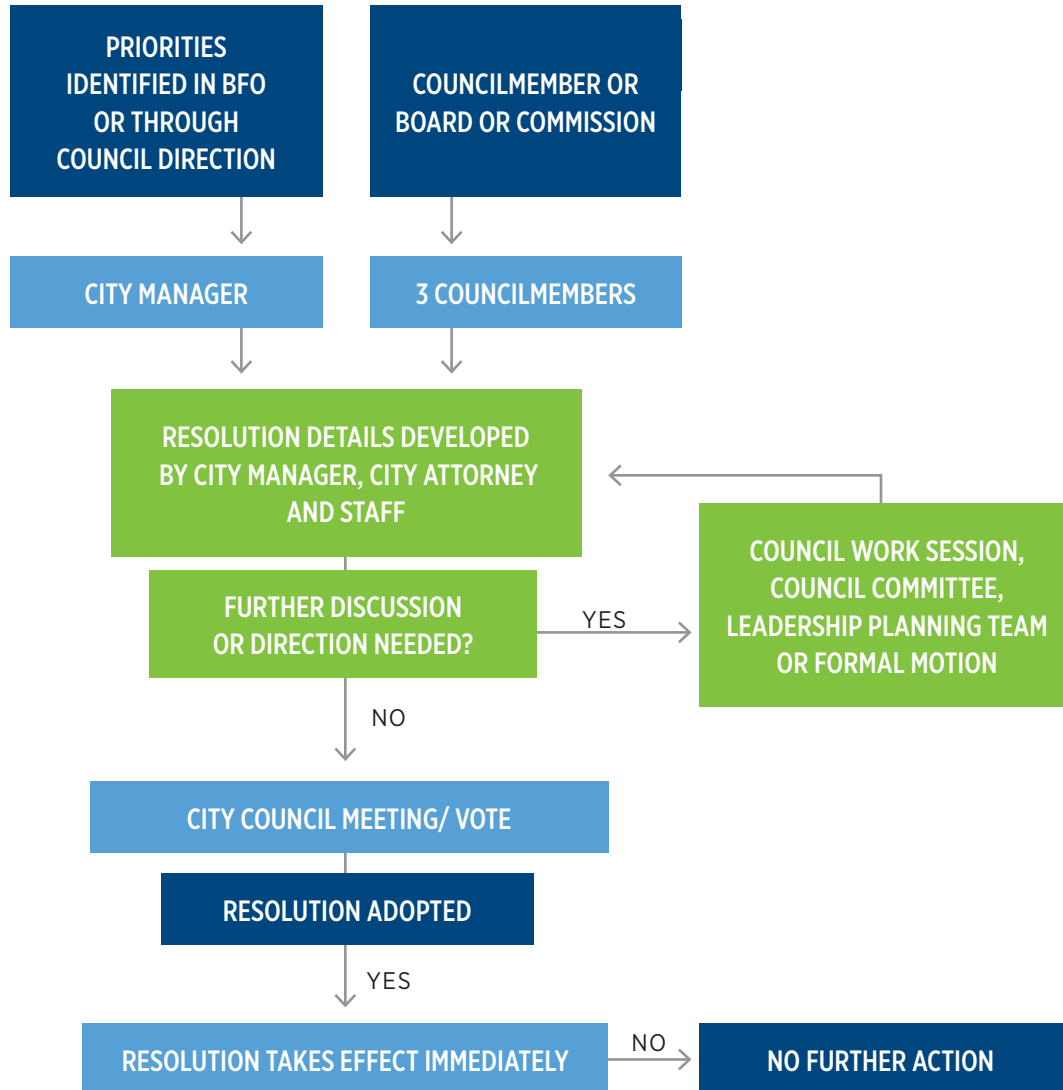 PRIORITIES
IDENTIFIED IN BFO
OR THROUGH
COUNCIL DIRECTION
COUNCILMEMBER OR
BOARD OR COMMISSION
CITY MANAGER
3 COUNCILMEMBERS
RESOLUTION DETAILS DEVELOPED
BY CITY MANAGER, CITY ATTORNEY
AND STAFF
FURTHER DISCUSSION
OR DIRECTION NEEDED?
YES
COUNCIL WORK SESSION,
COUNCIL COMMITTEE,
LEADERSHIP PLANNING TEAM
OR FORMAL MOTION
NO
CITY COUNCIL MEETING/ VOTE
RESOLUTION ADOPTED
YES
RESOLUTION TAKES EFFECT IMMEDIATELY
NO
NO FURTHER ACTION